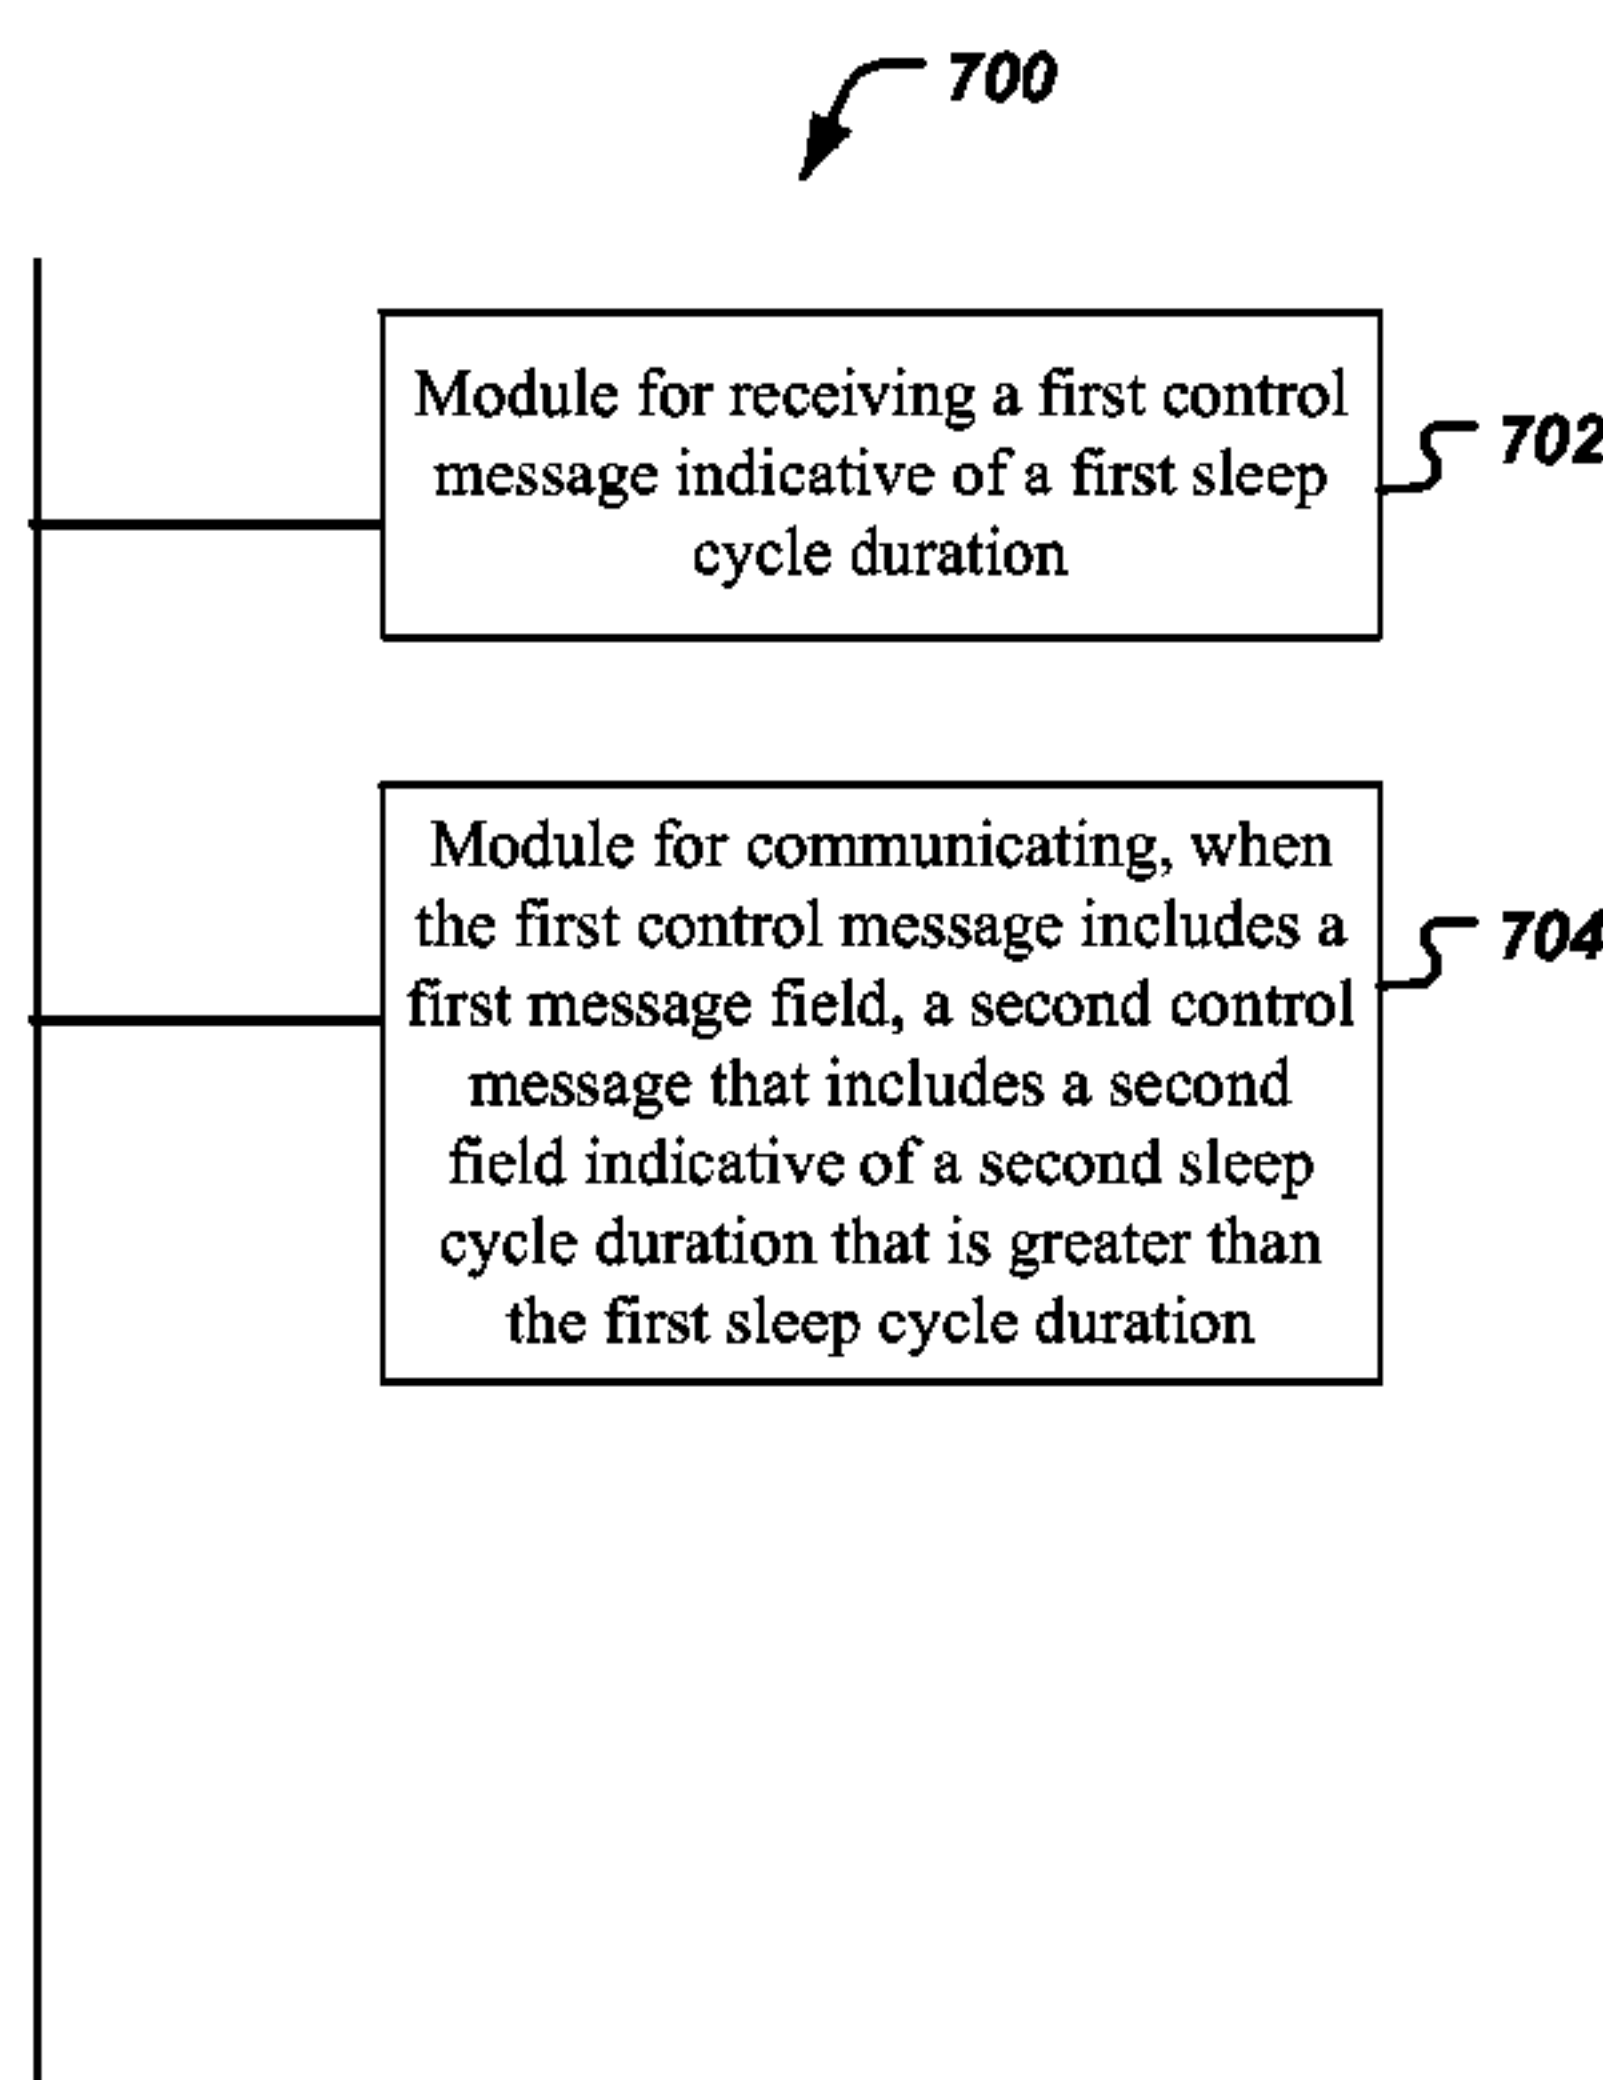 700
Module for receiving a first control
message indicative of a first sleep
cycle duration
702
Module for communicating, when
the first control message includes a
first message field, a second control
message that includes a second
field indicative of a second sleep
cycle duration that is greater than
the first sleep cycle duration
704